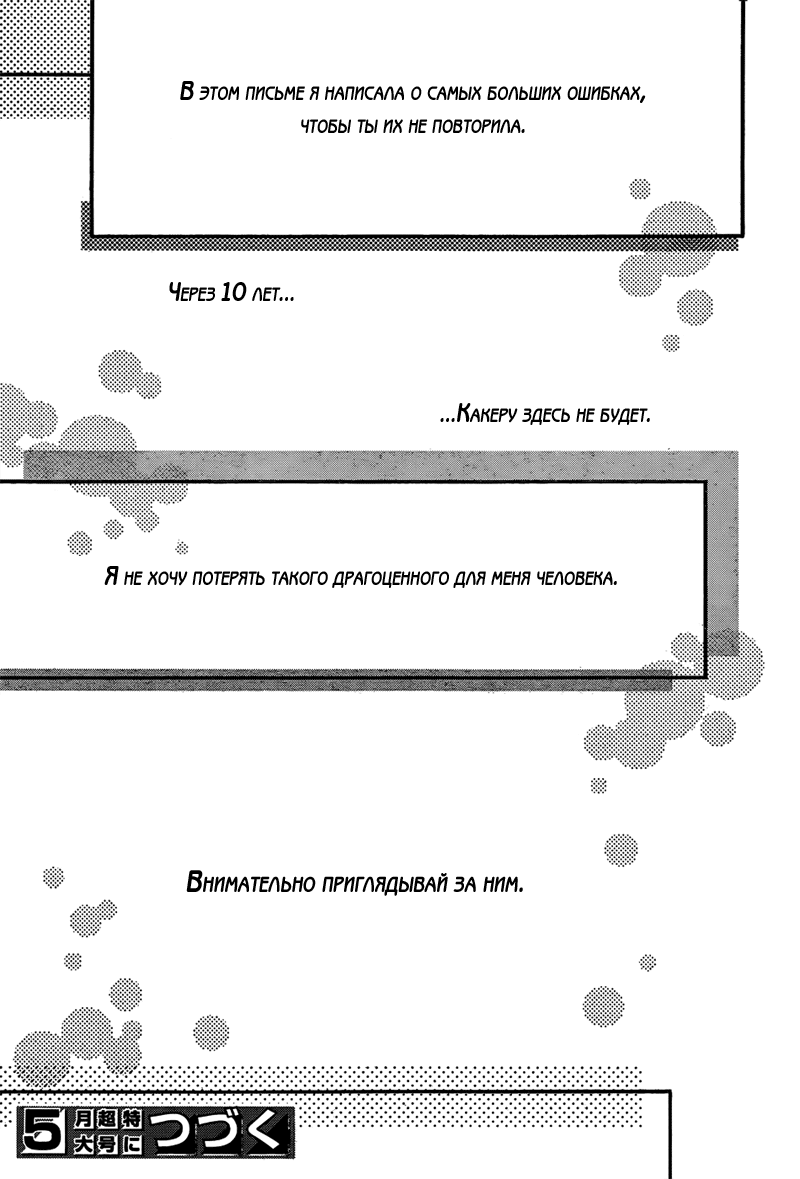 В этом письме я написала о самых больших ошибках,
чтобы ты их не повторила.
Через 10 лет...
...Какеру здесь не будет.
Я не хочу потерять такого драгоценного для меня человека.
Внимательно приглядывай за ним.
5月超特大号につづく